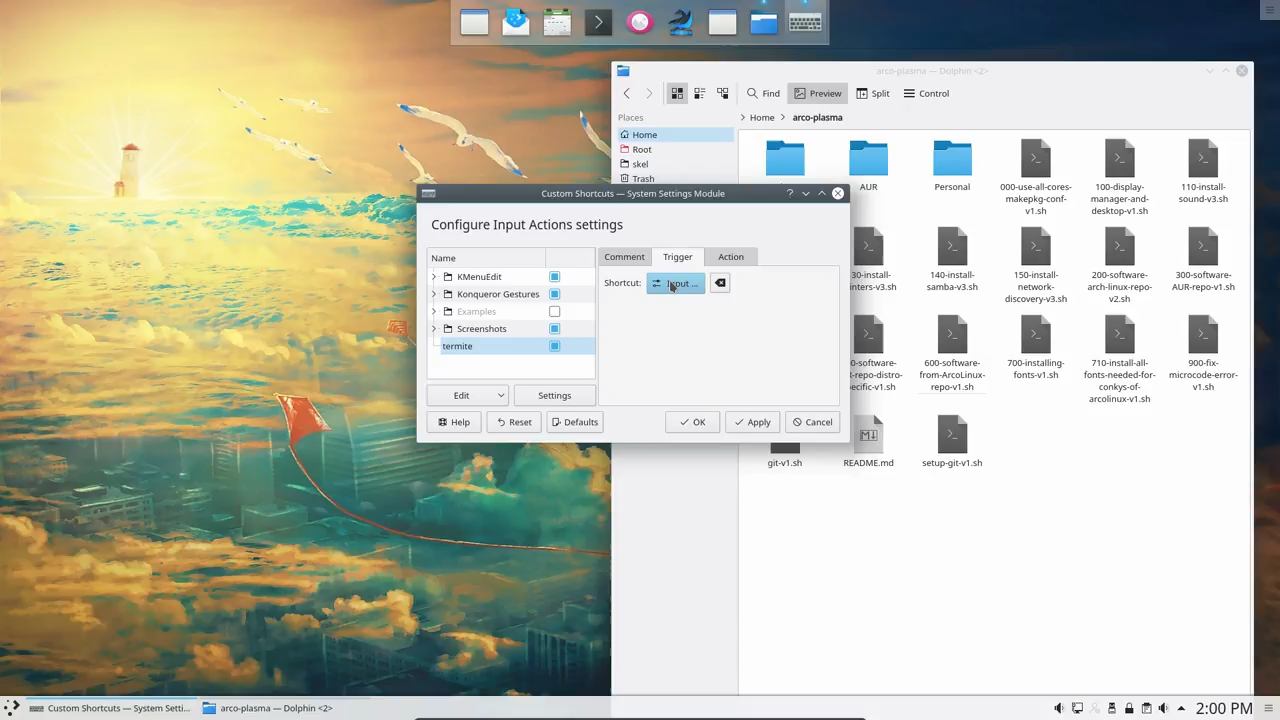 arco-plasma — Dolphin <2>
Find
Preview
Split
Control
Places
Home
arco-plasma
Home
Root
skel
Trash
AUR
Personal
000-use-all-cores-
makepkg-conf-
v1.sh
100-display-
manager-and-
desktop-v1.sh
110-install-
sound-v3.sh
Custom Shortcuts — System Settings Module
Configure Input Actions settings
Name
KMenuEdit
Konqueror Gestures
Examples
Screenshots
termite
Comment
Trigger
Action
Shortcut:
Input ...
Edit
Settings
Help
Reset
Defaults
OK
Apply
Cancel
30-install-
inters-v3.sh
140-install-
samba-v3.sh
150-install-
network-
discovery-v3.sh
200-software-
arch-linux-repo-
v2.sh
300-software-
AUR-repo-v1.sh
00-software-
R-repo-distro-
ecific-v1.sh
600-software-
from-ArcoLinux-
repo-v1.sh
700-installing-
fonts-v1.sh
710-install-all-
fonts-needed-for-
conkys-of-
arcolinux-v1.sh
900-fix-
microcode-error-
v1.sh
git-v1.sh
README.md
setup-git-v1.sh
Custom Shortcuts — System Setti...
arco-plasma — Dolphin <2>
2:00 PM